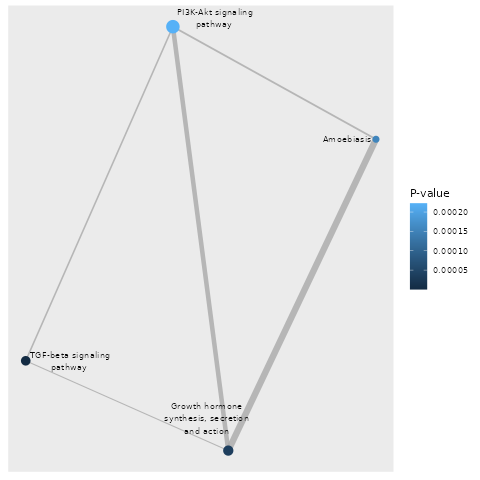 PI3K-Akt signaling
pathway
Amoebiasis
P-value
0.00020
0.00015
0.00010
0.00005
TGF-beta signaling
pathway
Growth hormone
synthesis, secretion
and action